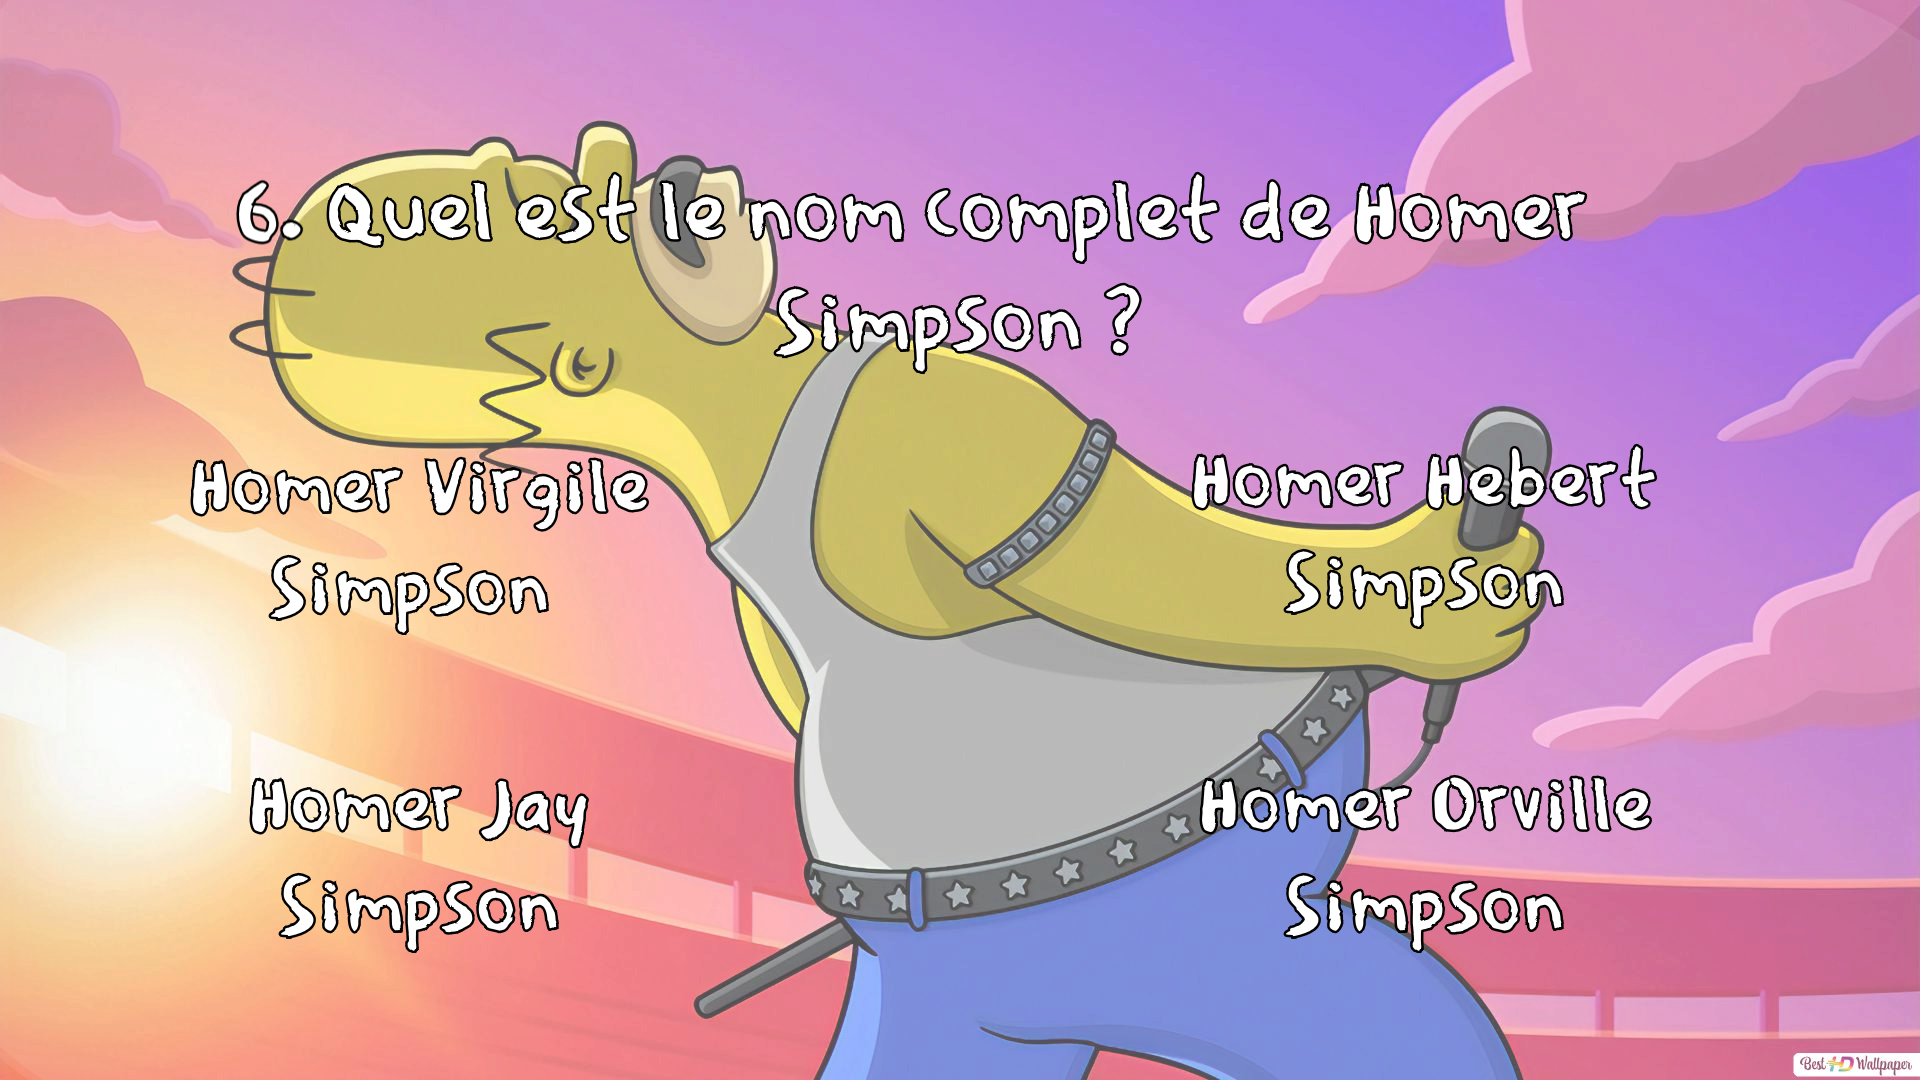 6. Quel est le nom complet de Homer
Simpson ?
Homer Virgile
Simpson
Homer Hebert
Simpson
Homer Jay
Simpson
Homer Orville
Simpson
Best HD Wallpaper